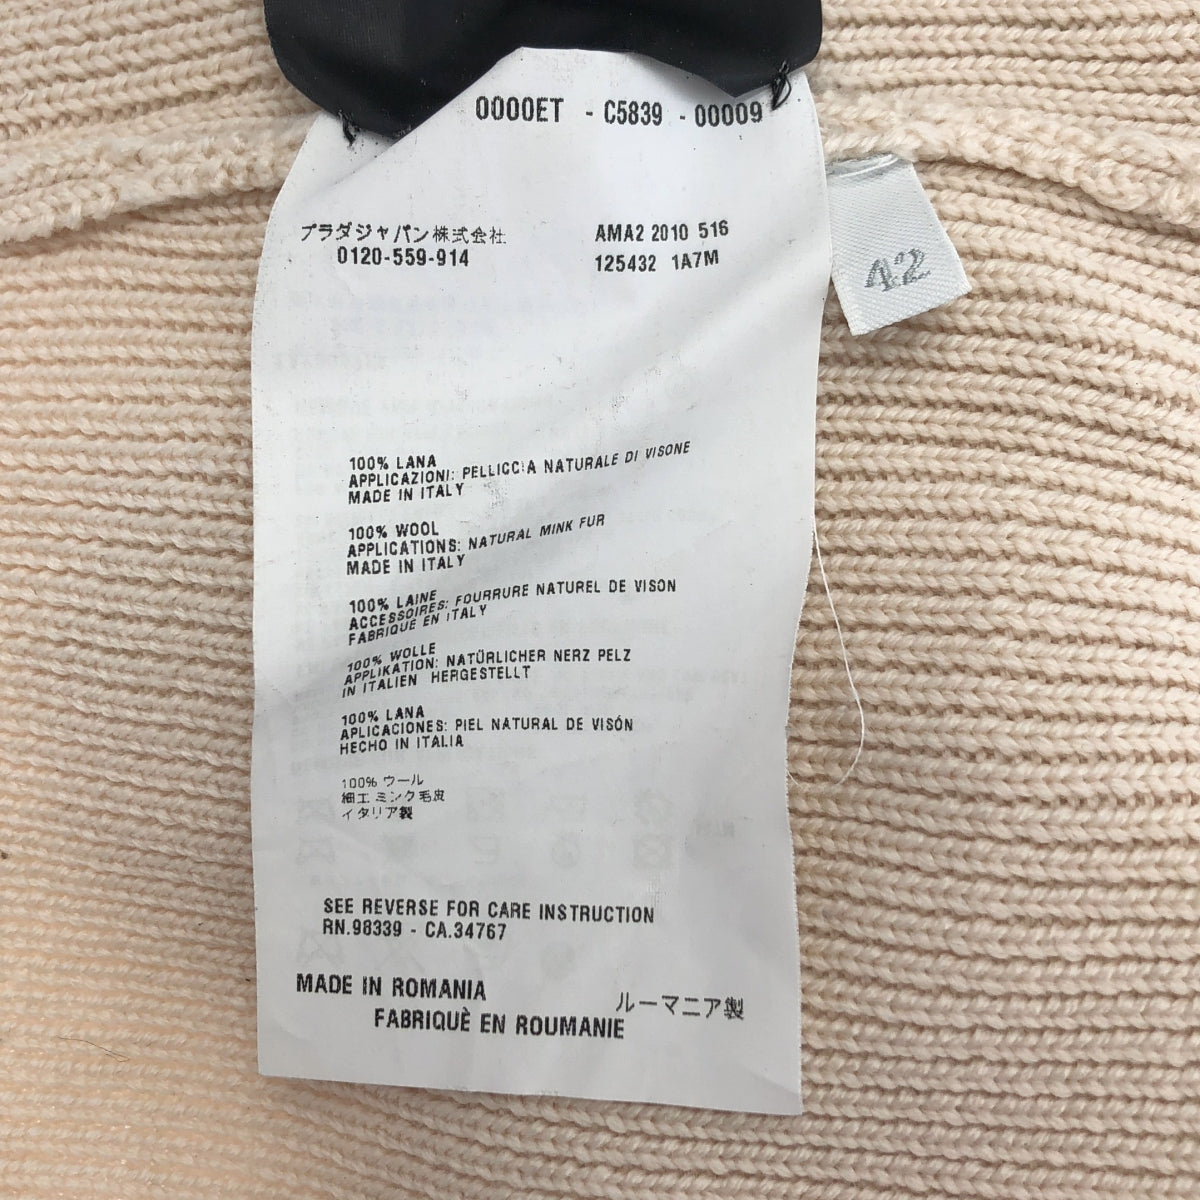 0000ET - C5839 - 00009
プラダジャパン株式会社
0120-559-914
AMA2 2010 516
125432 1A7M
42
100% LANA
APPLICAZIONI: PELLICCIA NATURALE DI VISONE
MADE IN ITALY
100% WOOL
APPLICATIONS: NATURAL MINK FUR
MADE IN ITALY
100% LAINE
ACCESSOIRES: FOURRURE NATUREL DE VISON
FABRIQUE EN ITALY
100% WOLLE
APPLIKATION: NATÜRLICHER NERZ PELZ
IN ITALIEN HERGESTELLT
100% LANA
APLICACIONES: PIEL NATURAL DE VISÓN
HECHO IN ITALIA
100% ウール
細工 ミンク毛皮
イタリア製
SEE REVERSE FOR CARE INSTRUCTION
RN.98339 - CA.34767
MADE IN ROMANIA
ルーマニア製
FABRIQUÈ EN ROUMANIE